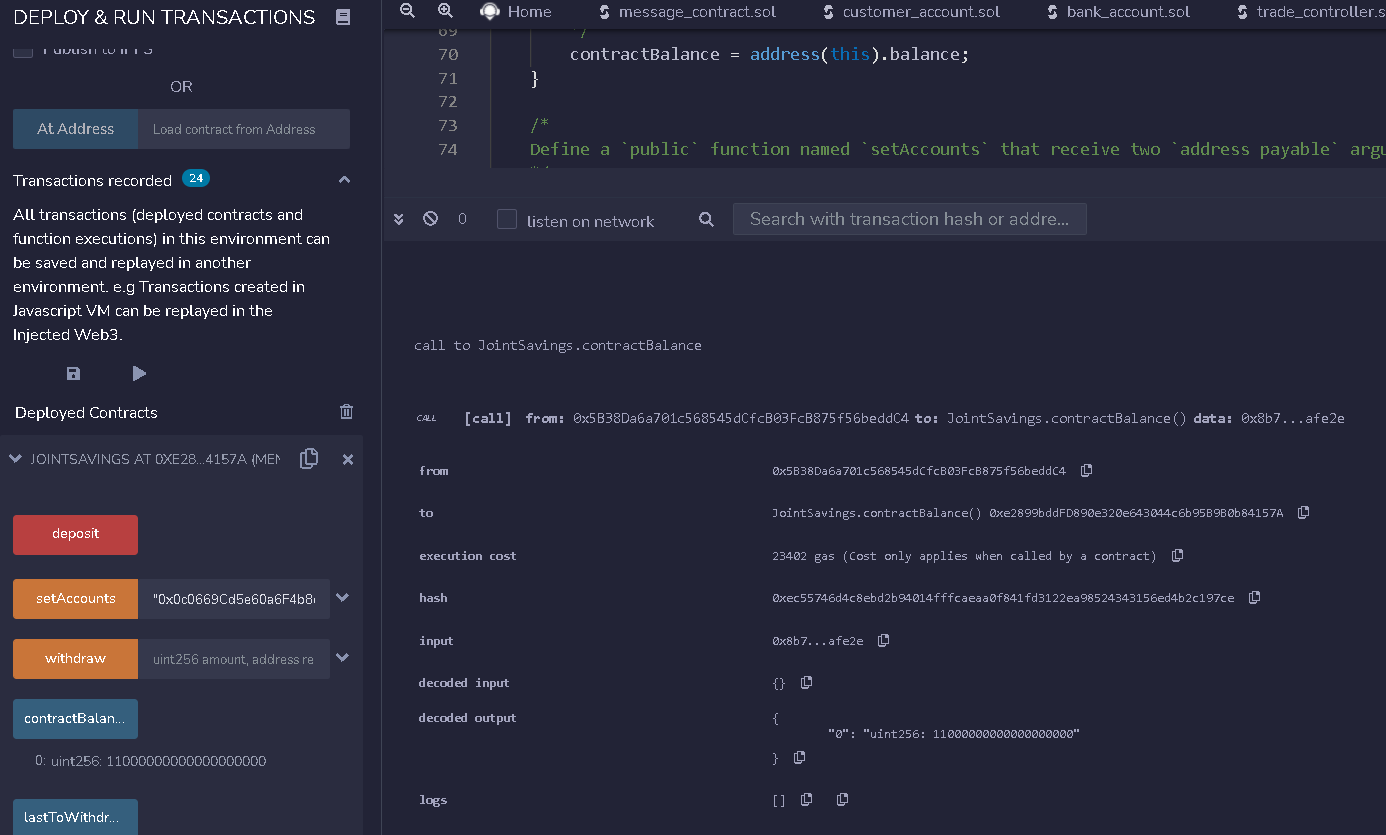 DEPLOY & RUN TRANSACTIONS
Publish to IPFS
OR
At Address
Load contract from Address
Transactions recorded 24
All transactions (deployed contracts and
function executions) in this environment can
be saved and replayed in another
environment. e.g Transactions created in
Javascript VM can be replayed in the
Injected Web3.
Deployed Contracts
JOINTSAVINGS AT 0XE28...4157A (MEM
deposit
setAccounts
"0x0c0669Cd5e60a6F4b8
withdraw
uint256 amount, address re
contractBalan...
0: uint256: 11000000000000000000
lastToWithdr...
Home
message_contract.sol
customer_account.sol
bank_account.sol
trade_controller.s
69 */
70 contractBalance = address(this).balance;
71 }
72
73 /*
74 Define a `public` function named `setAccounts` that receive two `address payable` argu
0
listen on network
Search with transaction hash or addre...
call to JointSavings.contractBalance
CALL [call] from: 0x5B38Da6a701c568545dCfcB03FcB875f56beddC4 to: JointSavings.contractBalance() data: 0x8b7...afe2e
from 0x5B38Da6a701c568545dCfcB03FcB875f56beddC4
to JointSavings.contractBalance() 0xe2899bddFD890e320e643044c6b95B9B0b84157A
execution cost 23402 gas (Cost only applies when called by a contract)
hash 0xec55746d4c8ebd2b94014fffcaeaa0f841fd3122ea98524343156ed4b2c197ce
input 0x8b7...afe2e
decoded input {}
decoded output {
"0": "uint256: 11000000000000000000"
}
logs []